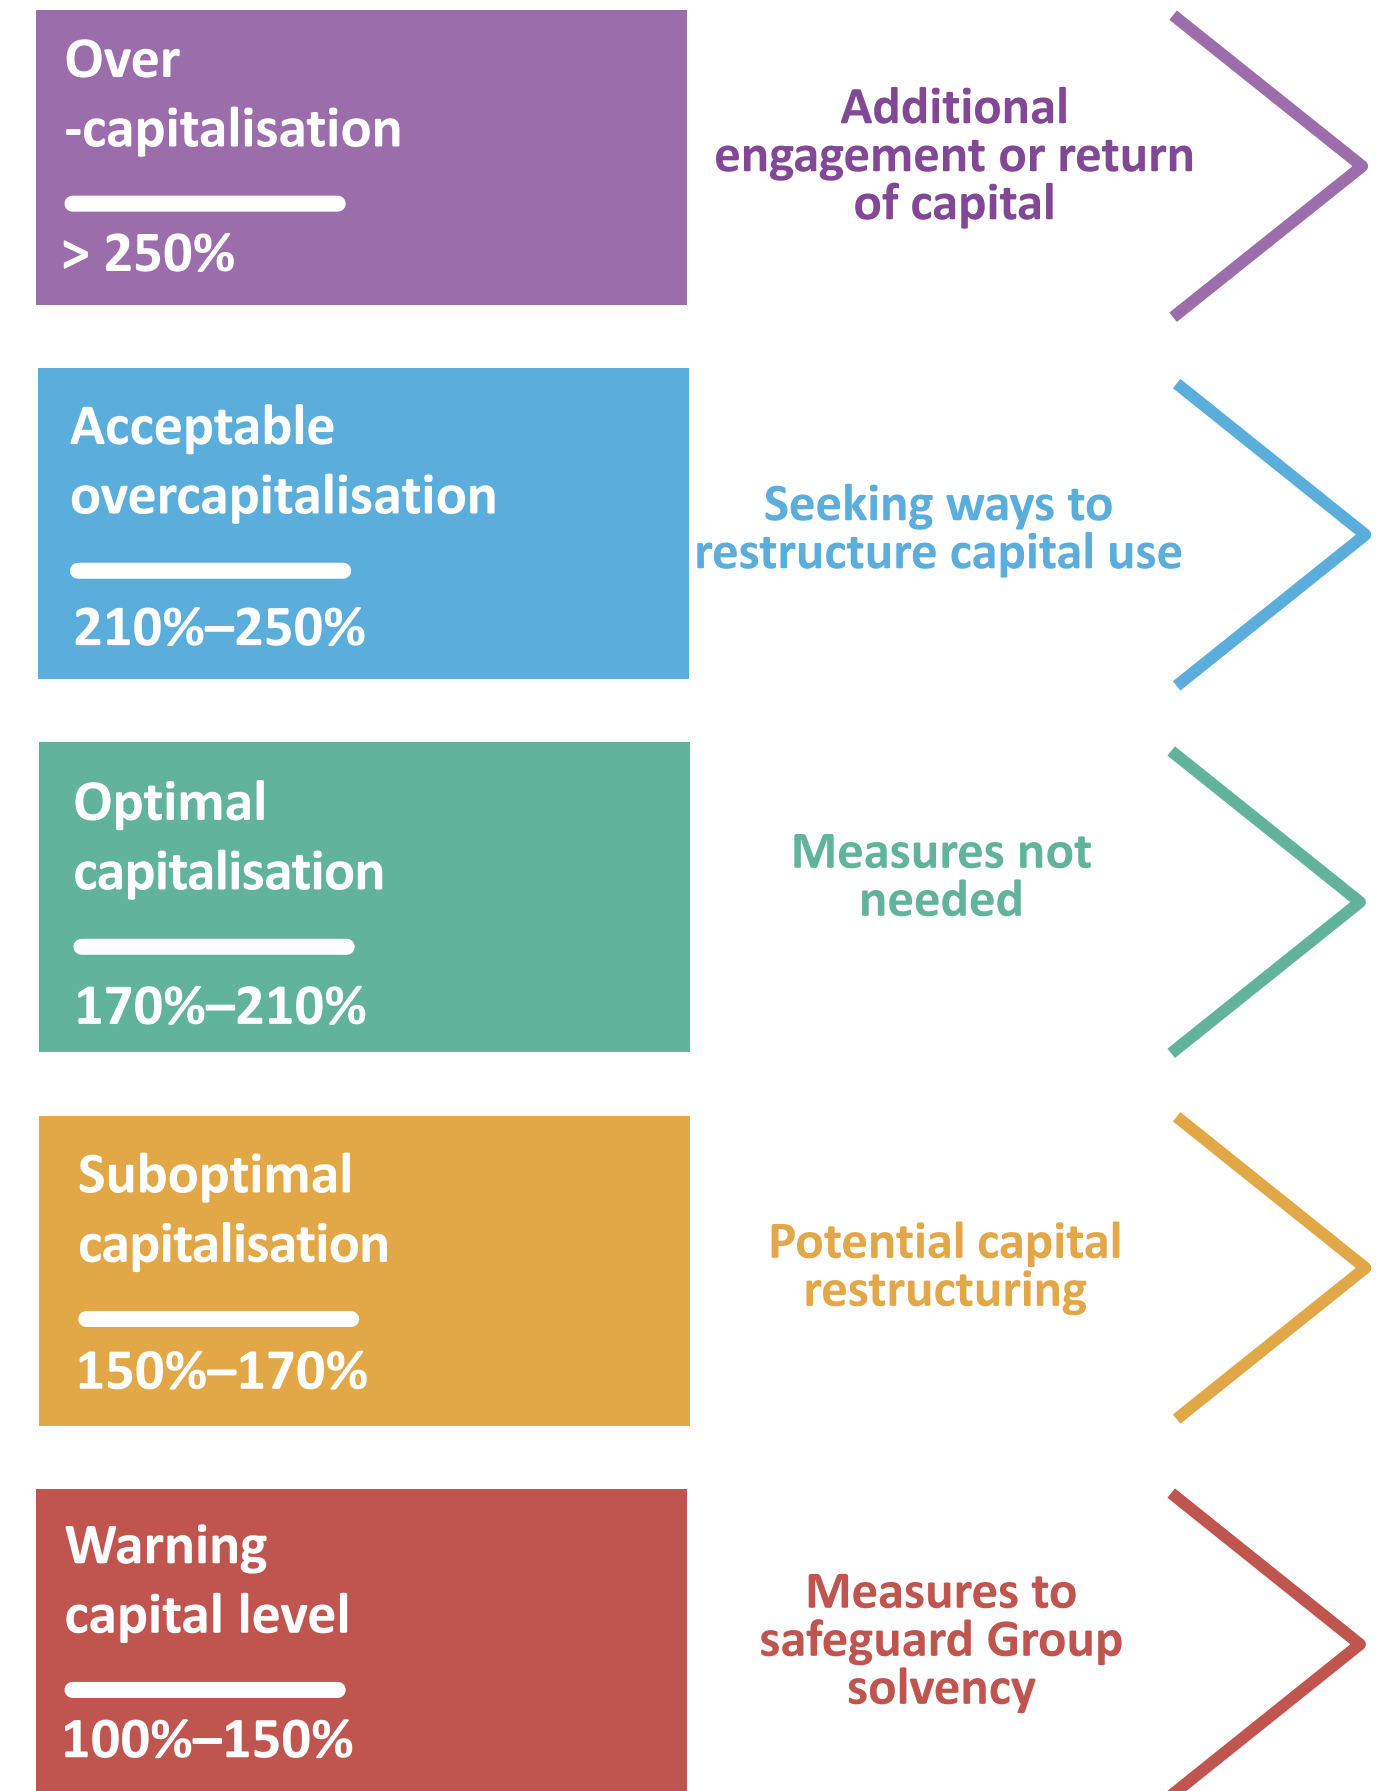 Over
-capitalisation
> 250%
Additional
engagement or return
of capital
Acceptable
overcapitalisation
210%–250%
Seeking ways to
restructure capital use
Optimal
capitalisation
170%–210%
Measures not
needed
Suboptimal
capitalisation
150%–170%
Potential capital
restructuring
Warning
capital level
100%–150%
Measures to
safeguard Group
solvency